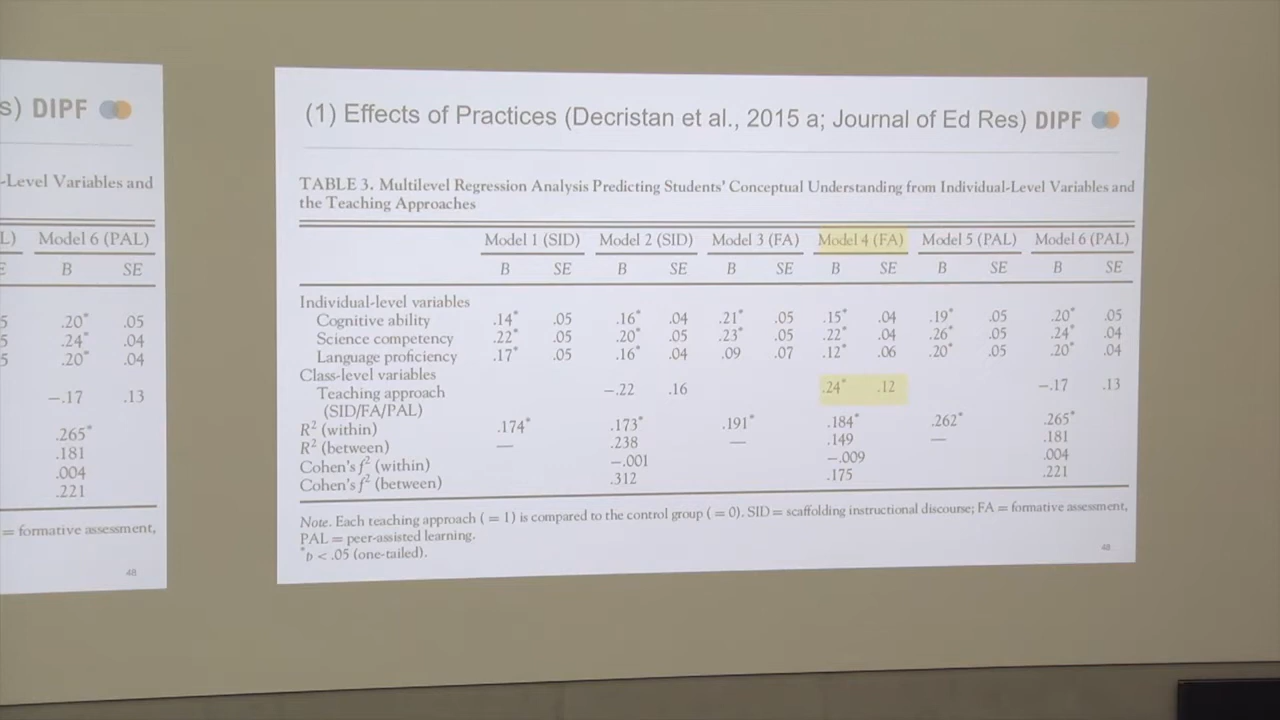 s) DIPF
-Level Variables and
L) Model 6 (PAL)
E B SE
5 .20* .05
5 .24* .04
5 .20* .04
−.17 .13
.265*
.181
.004
.221
= formative assessment,
48
(1) Effects of Practices (Decristan et al., 2015 a; Journal of Ed Res) DIPF
TABLE 3. Multilevel Regression Analysis Predicting Students' Conceptual Understanding from Individual-Level Variables and
the Teaching Approaches
Model 1 (SID) Model 2 (SID) Model 3 (FA) Model 4 (FA) Model 5 (PAL) Model 6 (PAL)
B SE B SE B SE B SE B SE B SE
Individual-level variables
Cognitive ability .14* .05 .16* .04 .21* .05 .15* .04 .19* .05 .20* .05
Science competency .22* .05 .20* .05 .23* .05 .22* .04 .26* .05 .24* .04
Language proficiency .17* .05 .16* .04 .09 .07 .12* .06 .20* .05 .20* .04
Class-level variables
Teaching approach −.22 .16 .24* .12 −.17 .13
(SID/FA/PAL)
R² (within) .174* .173* .191* .184* .262* .265*
R² (between) — .238 — .149 — .181
Cohen's f² (within) −.001 −.009 .004
Cohen's f² (between) .312 .175 .221
Note. Each teaching approach ( = 1) is compared to the control group ( = 0). SID = scaffolding instructional discourse; FA = formative assessment,
PAL = peer-assisted learning.
*p < .05 (one-tailed).
48